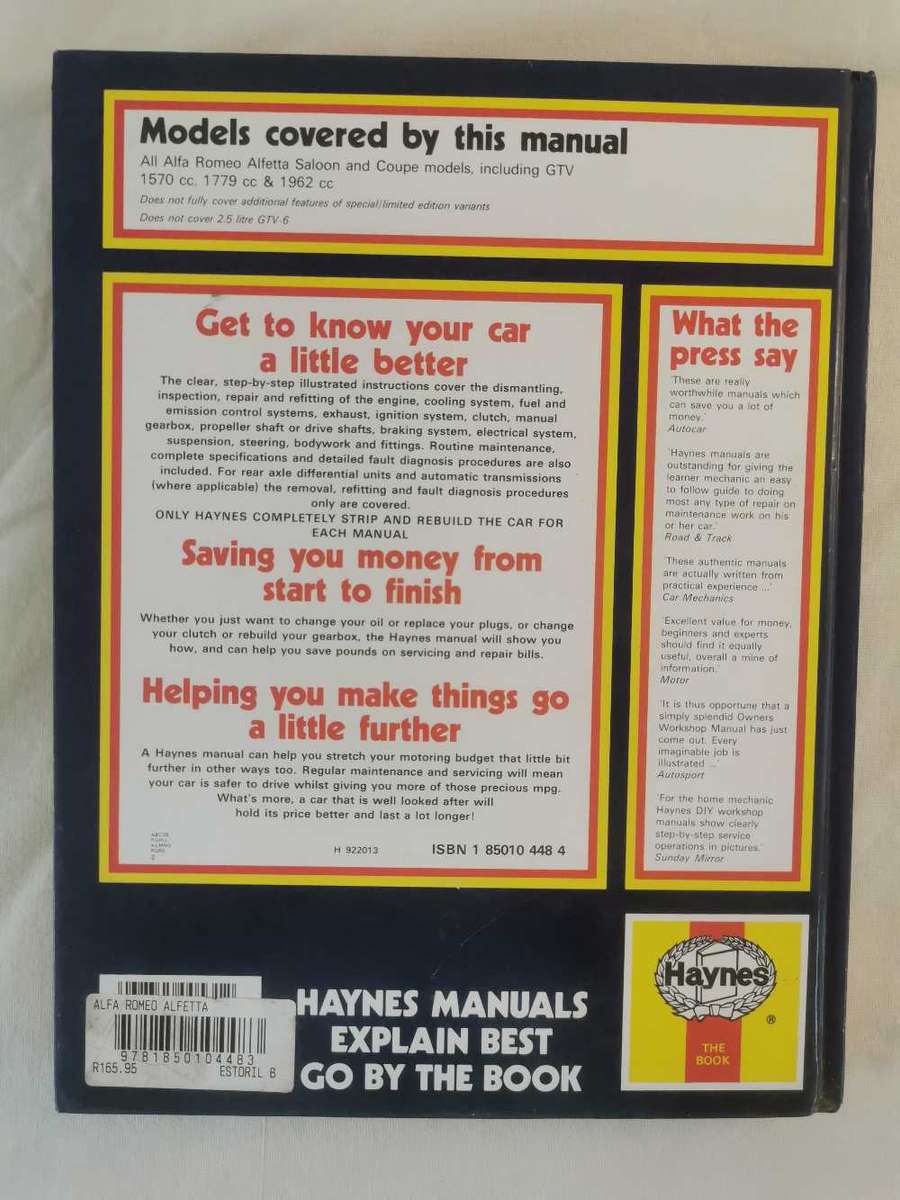 Models covered by this manual
All Alfa Romeo Alfetta Saloon and Coupe models, including GTV
1570 cc, 1779 cc & 1962 cc
Does not fully cover additional features of special/limited edition variants
Does not cover 2.5 litre GTV-6
Get to know your car
a little better
The clear, step-by-step illustrated instructions cover the dismantling,
inspection, repair and refitting of the engine, cooling system, fuel and
emission control systems, exhaust, ignition system, clutch, manual
gearbox, propeller shaft or drive shafts, braking system, electrical system,
suspension, steering, bodywork and fittings. Routine maintenance,
complete specifications and detailed fault diagnosis procedures are also
included. For rear axle differential units and automatic transmissions
(where applicable) the removal, refitting and fault diagnosis procedures
only are covered.
ONLY HAYNES COMPLETELY STRIP AND REBUILD THE CAR FOR
EACH MANUAL
Saving you money from
start to finish
Whether you just want to change your oil or replace your plugs, or change
your clutch or rebuild your gearbox, the Haynes manual will show you
how, and can help you save pounds on servicing and repair bills.
Helping you make things go
a little further
A Haynes manual can help you stretch your motoring budget that little bit
further in other ways too. Regular maintenance and servicing will mean
your car is safer to drive whilst giving you more of those precious mpg.
What's more, a car that is well looked after will
hold its price better and last a lot longer!
2
H 922013
ISBN 1 85010 448 4
What the
press say
'These are really
worthwhile manuals which
can save you a lot of
money.'
Autocar
'Haynes manuals are
outstanding for giving the
learner mechanic an easy
to follow guide to doing
most any type of repair on
maintenance work on his
or her car.'
Road & Track
'These authentic manuals
are actually written from
practical experience ...'
Car Mechanics
'Excellent value for money,
beginners and experts
should find it equally
useful, overall a mine of
information.'
Motor
'It is thus opportune that a
simply splendid Owners
Workshop Manual has just
come out. Every
imaginable job is
illustrated ...'
Autosport
'For the home mechanic
Haynes DIY workshop
manuals show clearly
step-by-step service
operations in pictures.'
Sunday Mirror
Haynes
®
THE
BOOK
HAYNES MANUALS
EXPLAIN BEST
GO BY THE BOOK
ALFA ROMEO ALFETTA
9781850104483
R165.95 ESTORIL B